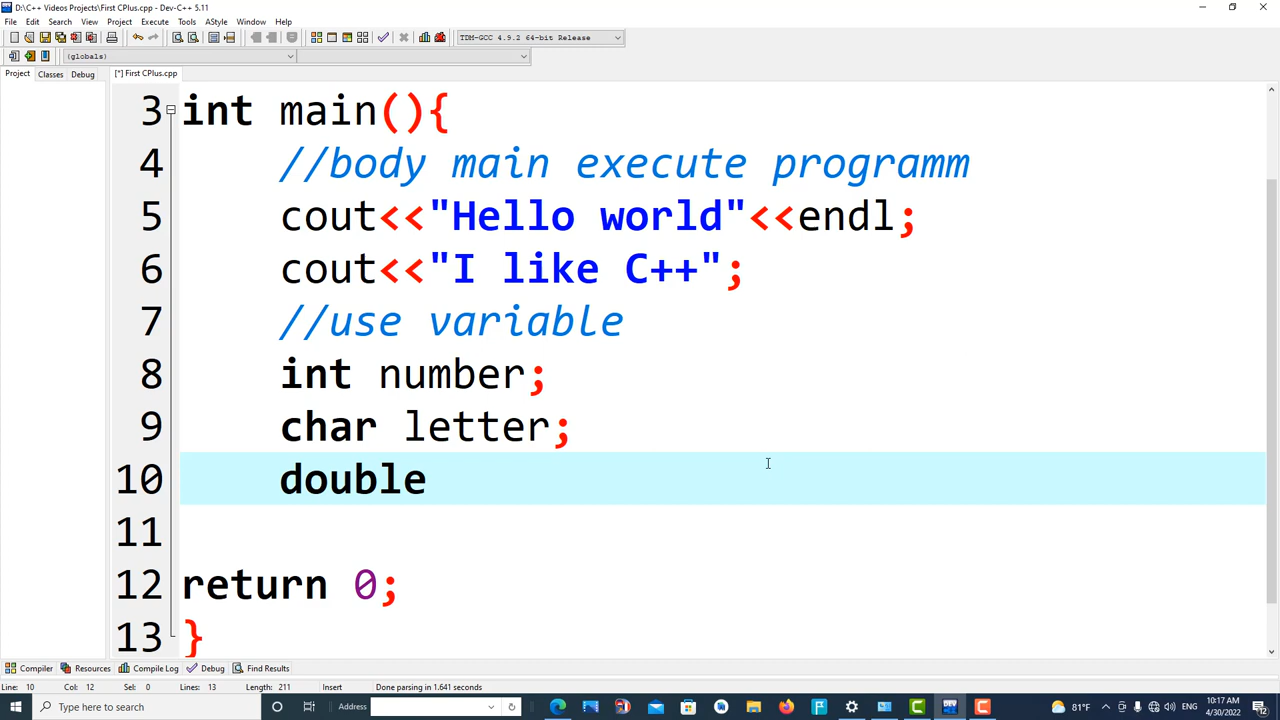 D:\C++ Videos Projects\First CPlus.cpp - Dev-C++ 5.11
File Edit Search View Project Execute Tools AStyle Window Help
TDM-GCC 4.9.2 64-bit Release
(globals)
Project Classes Debug [*] First CPlus.cpp
3 int main(){
4 //body main execute programm
5 cout<<"Hello world"<<endl;
6 cout<<"I like C++";
7 //use variable
8 int number;
9 char letter;
10 double
11
12 return 0;
13 }
Compiler Resources Compile Log Debug Find Results
Line: 10 Col: 12 Sel: 0 Lines: 13 Length: 211 Insert Done parsing in 1.641 seconds
Type here to search Address DEV 81°F ENG 10:17 AM
4/30/2022 12